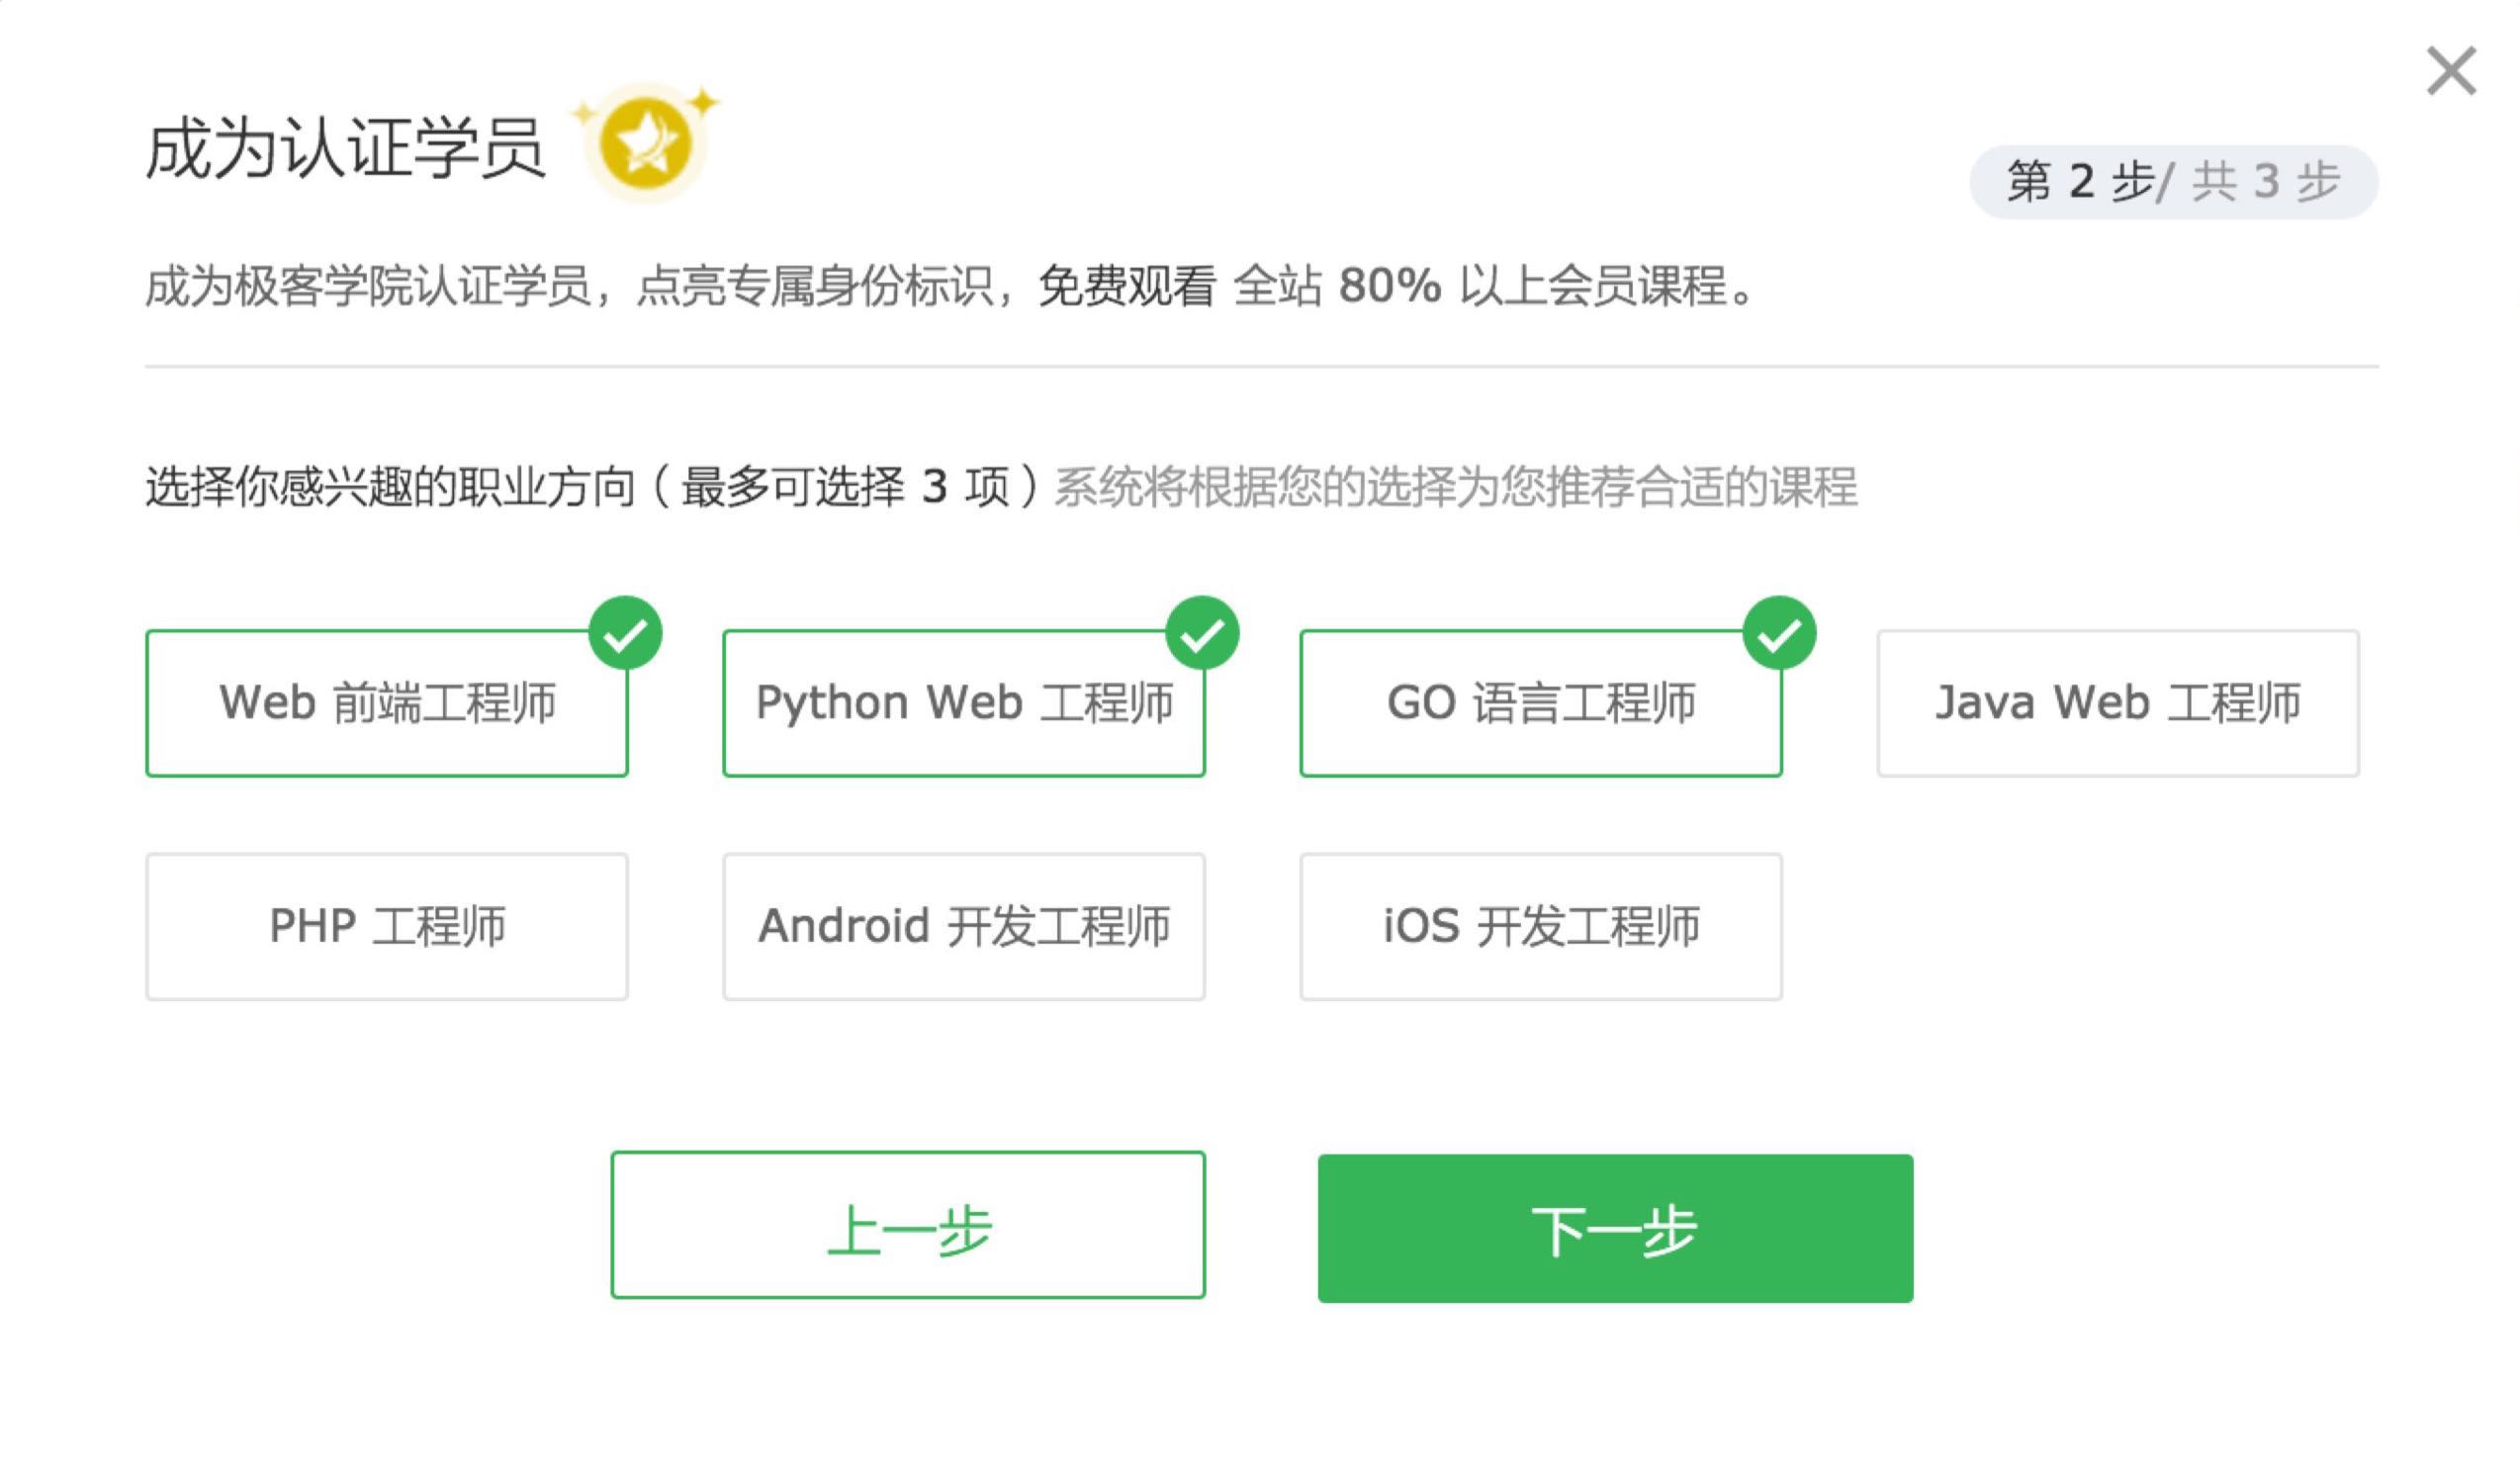 成为认证学员
第 2 步/ 共 3 步
成为极客学院认证学员，点亮专属身份标识，免费观看 全站 80% 以上会员课程。
选择你感兴趣的职业方向（最多可选择 3 项）系统将根据您的选择为您推荐合适的课程
Web 前端工程师
Python Web 工程师
GO 语言工程师
Java Web 工程师
PHP 工程师
Android 开发工程师
iOS 开发工程师
上一步
下一步